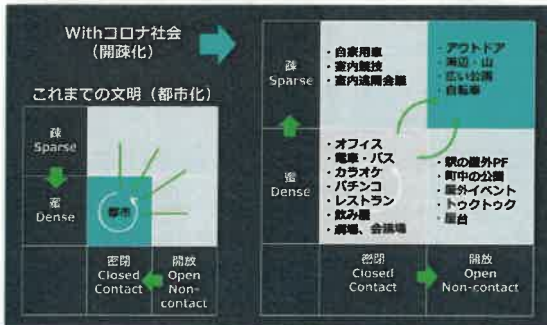 Withコロナ社会
(開疎化)
これまでの文明(都市化)
疎
Sparse
密
Dense
都市
密閉
Closed
Contact
開放
Open
Non-
contact
疎
Sparse
密
Dense
・自家用車
・室内競技
・室内遠隔会議
・アウトドア
・海辺・山
・広い公園
・自転車
・オフィス
・電車・バス
・カラオケ
・パチンコ
・レストラン
・飲み屋
・劇場、会議場
・駅の屋外PF
・町中の公園
・屋外イベント
・トゥクトゥク
・屋台
密閉
Closed
Contact
開放
Open
Non-contact